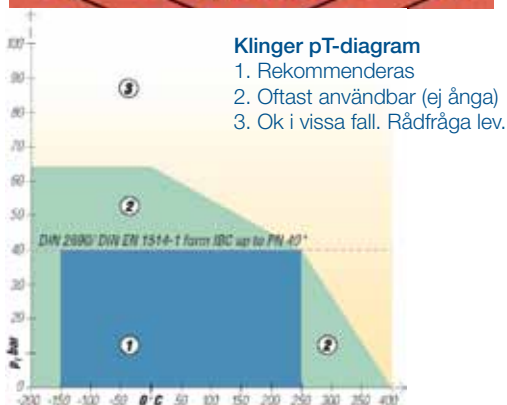 Klinger pT-diagram
1. Rekommenderas
2. Oftast användbar (ej ånga)
3. Ok i vissa fall. Rådfråga lev.
100
90
3
80
70
60
2
50
DIN 2690/ DIN EN 1514-1 form IBC up to PN 40*
40
30
20
1
2
10
p, bar
0
-200 -150 -100 -50 0°C 50 100 150 200 250 300 350 400